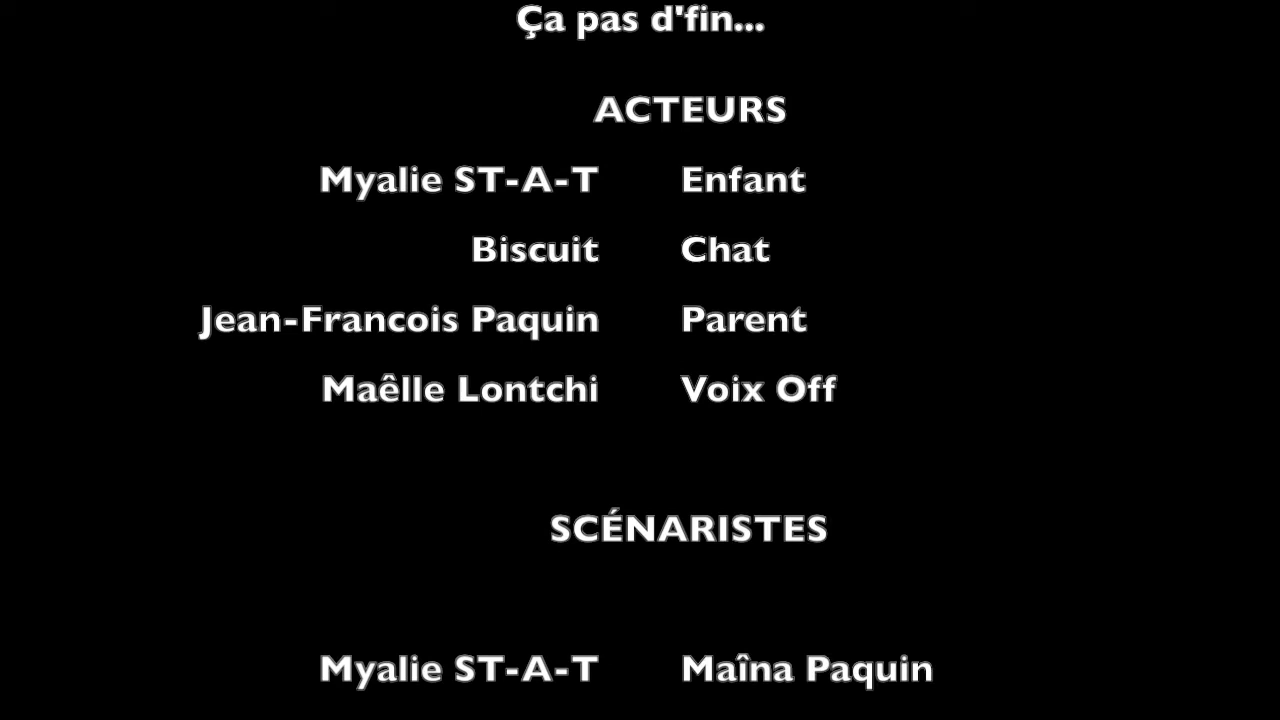 Ça pas d'fin...
ACTEURS
Myalie ST-A-T Enfant
Biscuit Chat
Jean-Francois Paquin Parent
Maêlle Lontchi Voix Off
SCÉNARISTES
Myalie ST-A-T Maîna Paquin